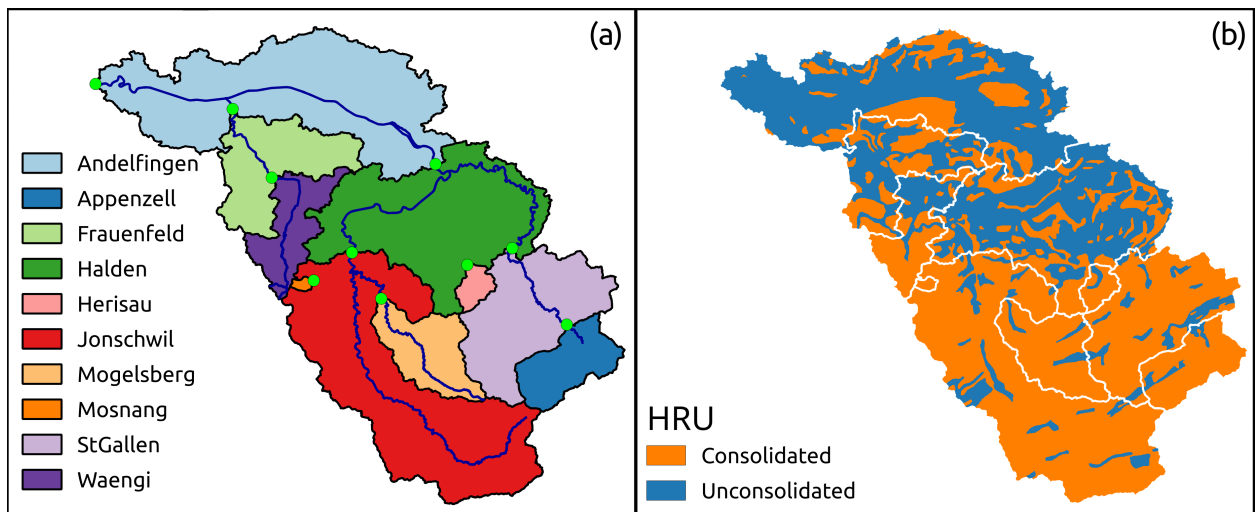 (a)
Andelfingen
Appenzell
Frauenfeld
Halden
Herisau
Jonschwil
Mogelsberg
Mosnang
StGallen
Waengi
(b)
HRU
Consolidated
Unconsolidated